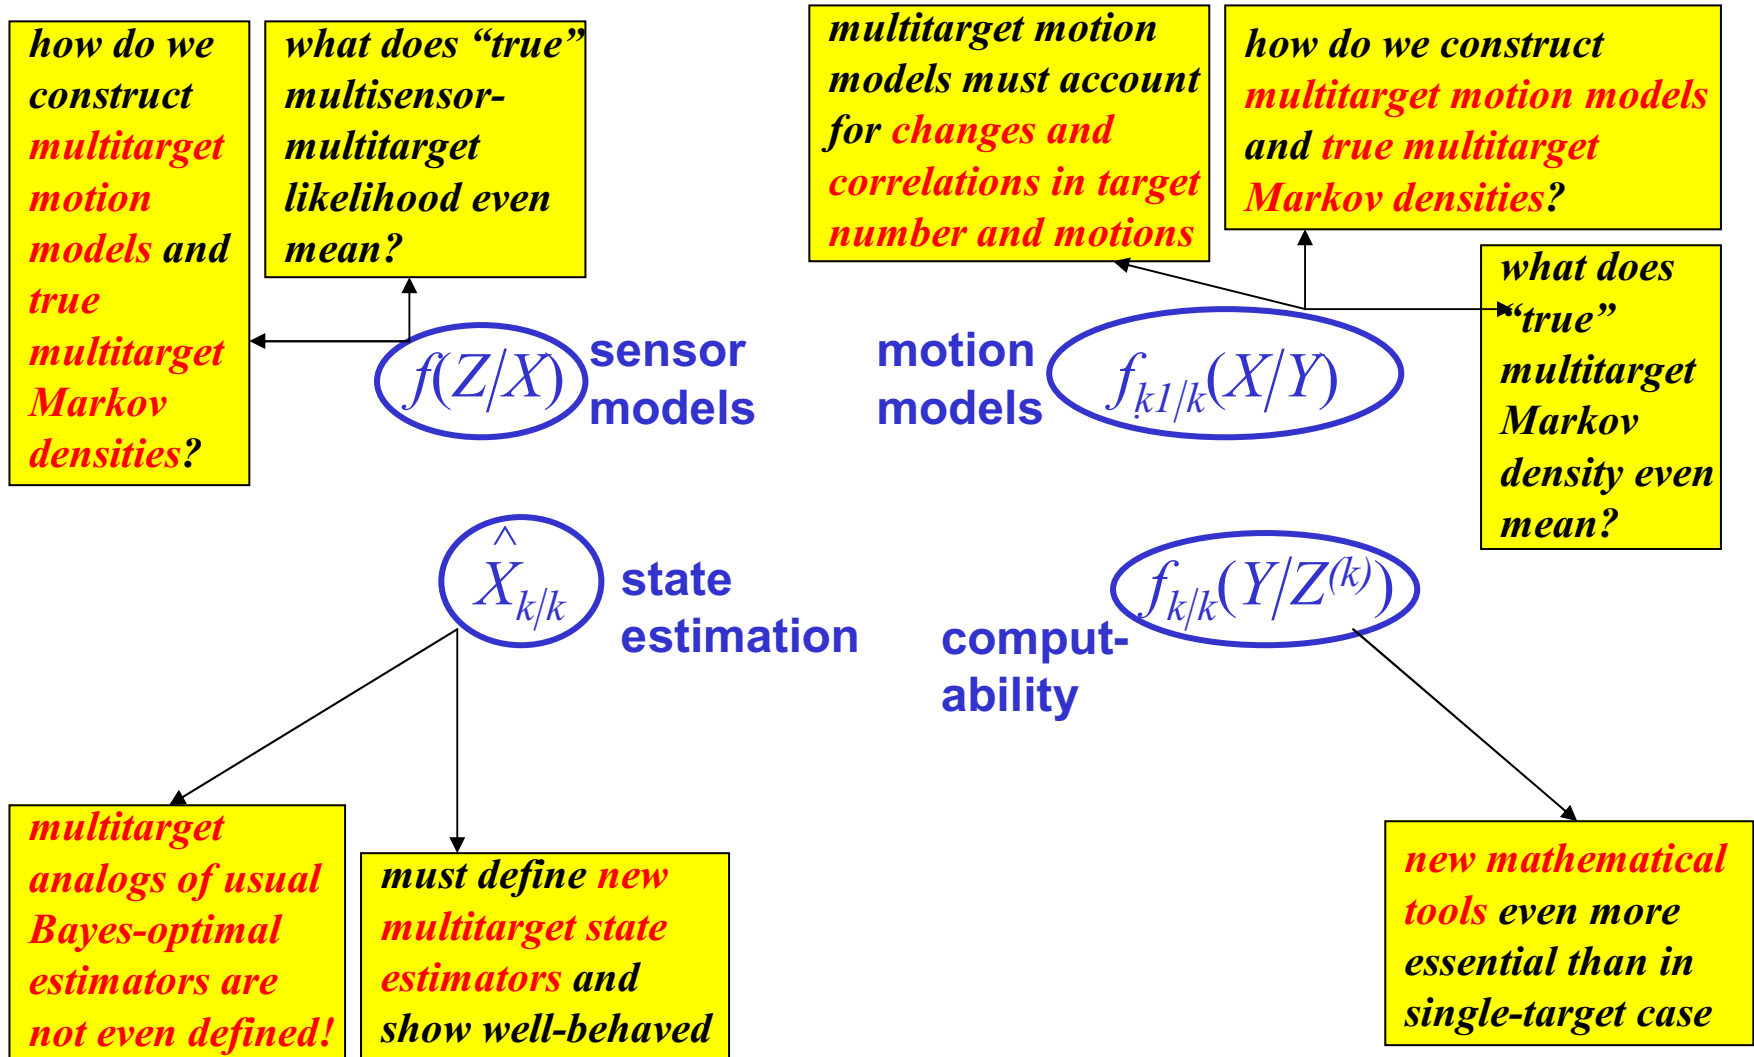 how do we
construct
multitarget
motion
models and
true
multitarget
Markov
densities?
what does “true”
multisensor-
multitarget
likelihood even
mean?
multitarget motion
models must account
for changes and
correlations in target
number and motions
how do we construct
multitarget motion models
and true multitarget
Markov densities?
what does
“true”
multitarget
Markov
density even
mean?
f(Z/X)
sensor
models
motion
models
f_{k1/k}(X/Y)
X̂_{k/k}
state
estimation
comput-
ability
f_{k/k}(Y/Z^{(k)})
multitarget
analogs of usual
Bayes-optimal
estimators are
not even defined!
must define new
multitarget state
estimators and
show well-behaved
new mathematical
tools even more
essential than in
single-target case